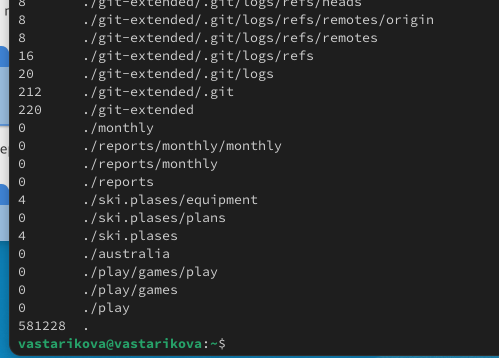 8 ./git-extended/.git/logs/refs/heads
8 ./git-extended/.git/logs/refs/remotes/origin
8 ./git-extended/.git/logs/refs/remotes
16 ./git-extended/.git/logs/refs
20 ./git-extended/.git/logs
212 ./git-extended/.git
220 ./git-extended
0 ./monthly
0 ./reports/monthly/monthly
0 ./reports/monthly
0 ./reports
4 ./ski.plases/equipment
0 ./ski.plases/plans
4 ./ski.plases
0 ./australia
0 ./play/games/play
0 ./play/games
0 ./play
581228 .
vastarikova@vastarikova:~$